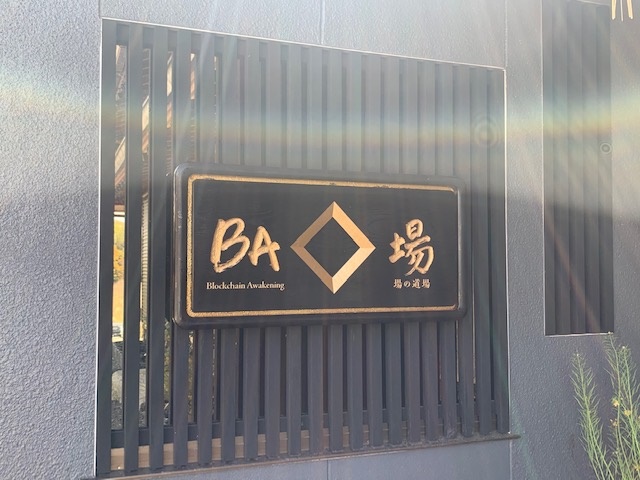 BA 場
Blockchain Awakening
場の道場